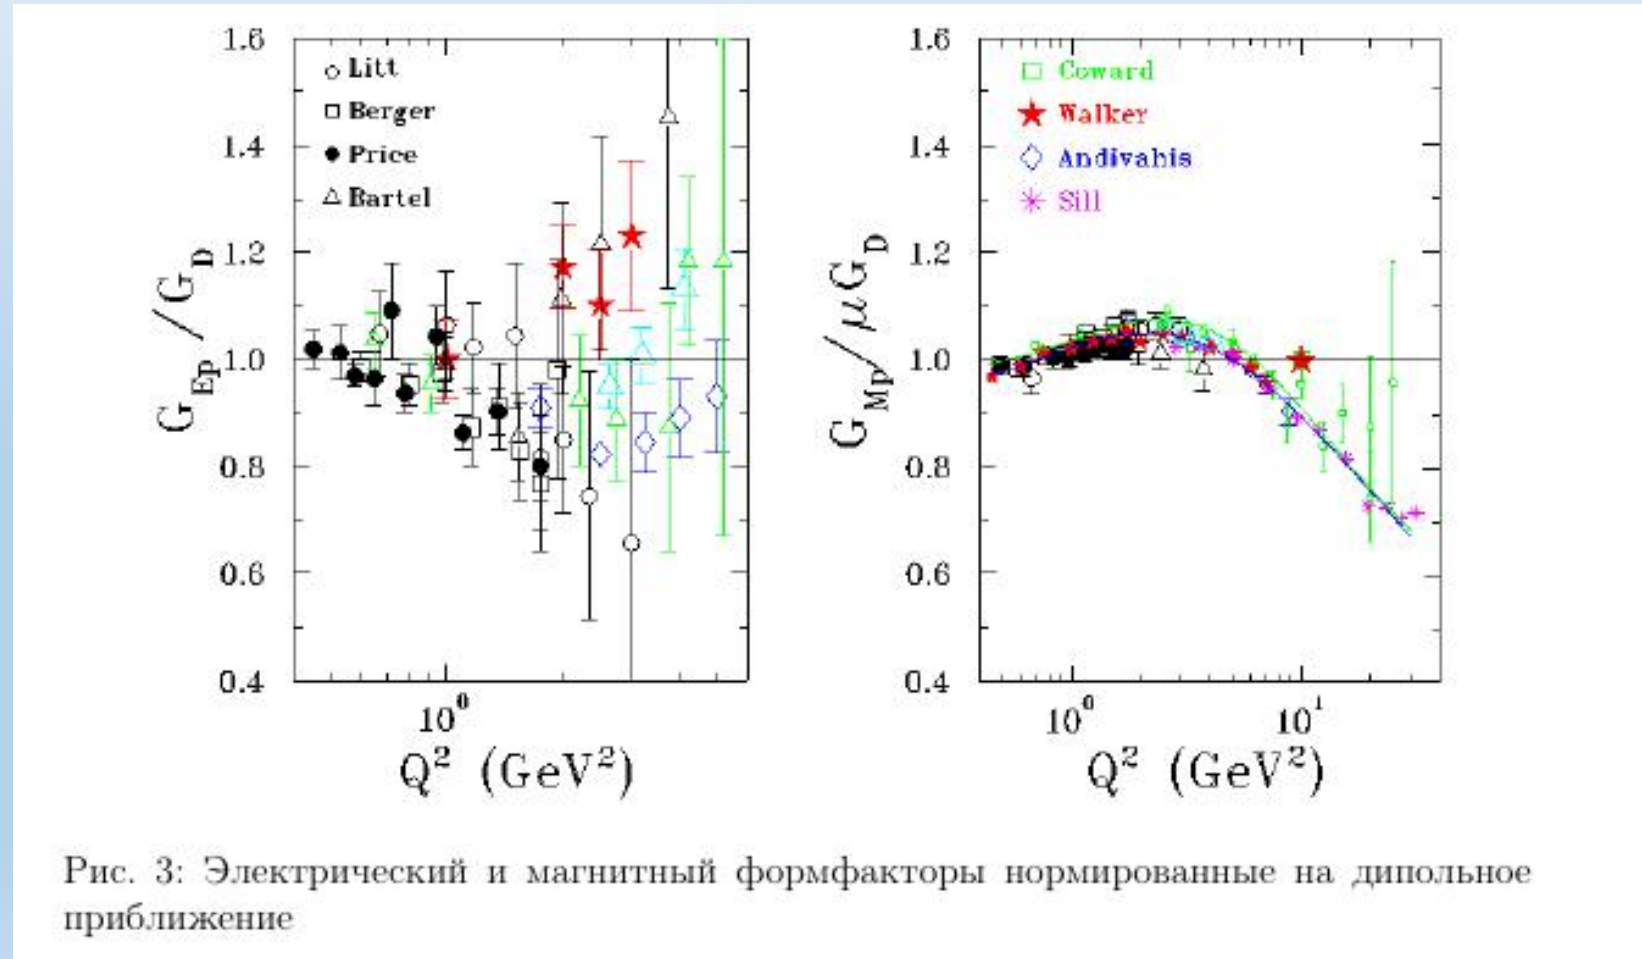 1.6
1.4
1.2
1.0
0.8
0.6
0.4
Litt
Berger
Price
Bartel
G_Ep/G_D
10⁰
Q² (GeV²)
1.6
1.4
1.2
1.0
0.8
0.6
0.4
Coward
Walker
Andivahis
Sill
G_Mp/μG_D
10⁰ 10¹
Q² (GeV²)
Рис. 3: Электрический и магнитный формфакторы нормированные на дипольное
приближение